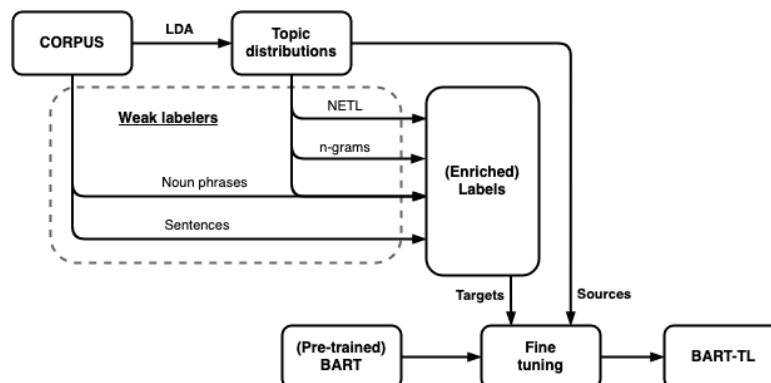 CORPUS
LDA
Topic
distributions
Weak labelers
NETL
n-grams
Noun phrases
Sentences
(Enriched)
Labels
Targets
Sources
(Pre-trained)
BART
Fine
tuning
BART-TL